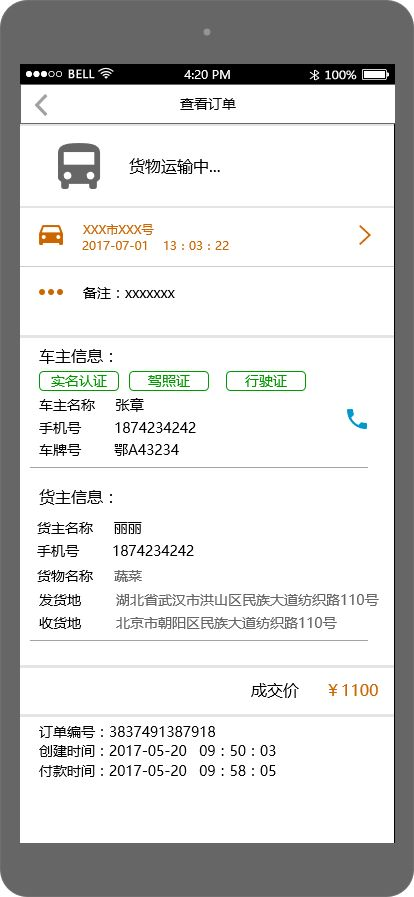 BELL 4:20 PM 100%
查看订单
货物运输中...
XXX市XXX号
2017-07-01 13：03：22
备注：xxxxxxx
车主信息：
实名认证 驾照证 行驶证
车主名称 张章
手机号 1874234242
车牌号 鄂A43234
货主信息：
货主名称 丽丽
手机号 1874234242
货物名称 蔬菜
发货地 湖北省武汉市洪山区民族大道纺织路110号
收货地 北京市朝阳区民族大道纺织路110号
成交价 ￥1100
订单编号：3837491387918
创建时间：2017-05-20 09：50：03
付款时间：2017-05-20 09：58：05